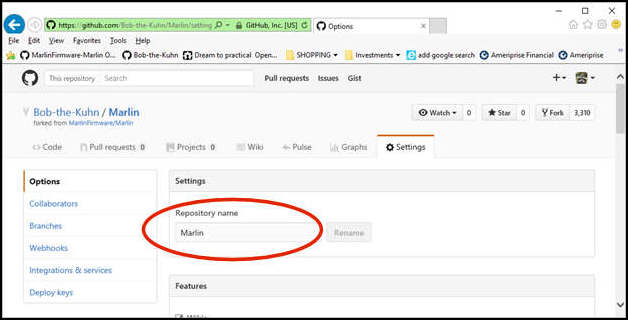 https://github.com/Bob-the-Kuhn/Marlin/setting
GitHub, Inc. [US]
Options
File Edit View Favorites Tools Help
MarlinFirmware-Marlin O... Bob-the-Kuhn Dream to practical Open... SHOPPING Investments add google search Ameriprise Financial Ameriprise
This repository Search Pull requests Issues Gist
Bob-the-Kuhn / Marlin
Watch 0 Star 0 Fork 3,310
forked from MarlinFirmware/Marlin
Code Pull requests 0 Projects 0 Wiki Pulse Graphs Settings
Options
Collaborators
Branches
Webhooks
Integrations & services
Deploy keys
Settings
Repository name
Marlin
Rename
Features